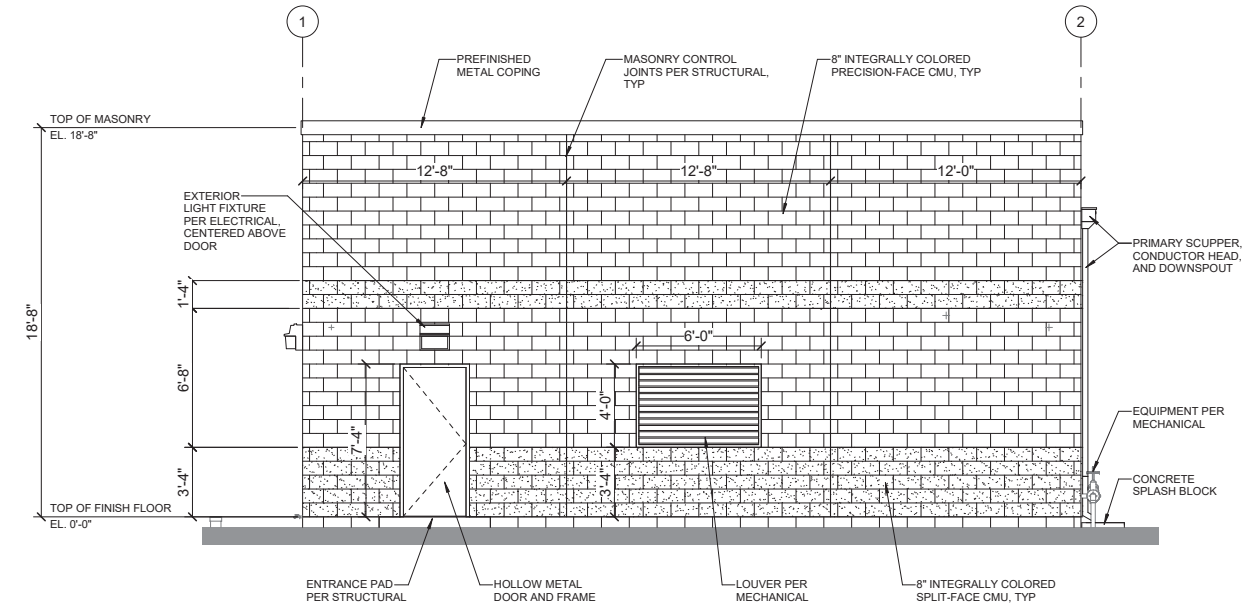 1
2
PREFINISHED
METAL COPING
MASONRY CONTROL
JOINTS PER STRUCTURAL,
TYP
8" INTEGRALLY COLORED
PRECISION-FACE CMU, TYP
TOP OF MASONRY
EL. 18'-8"
12'-8"
12'-8"
12'-0"
EXTERIOR
LIGHT FIXTURE
PER ELECTRICAL,
CENTERED ABOVE
DOOR
PRIMARY SCUPPER,
CONDUCTOR HEAD,
AND DOWNSPOUT
1'-4"
18'-8"
6'-8"
6'-0"
4'-0"
7'-4"
EQUIPMENT PER
MECHANICAL
3'-4"
3'-4"
CONCRETE
SPLASH BLOCK
TOP OF FINISH FLOOR
EL. 0'-0"
ENTRANCE PAD
PER STRUCTURAL
HOLLOW METAL
DOOR AND FRAME
LOUVER PER
MECHANICAL
8" INTEGRALLY COLORED
SPLIT-FACE CMU, TYP